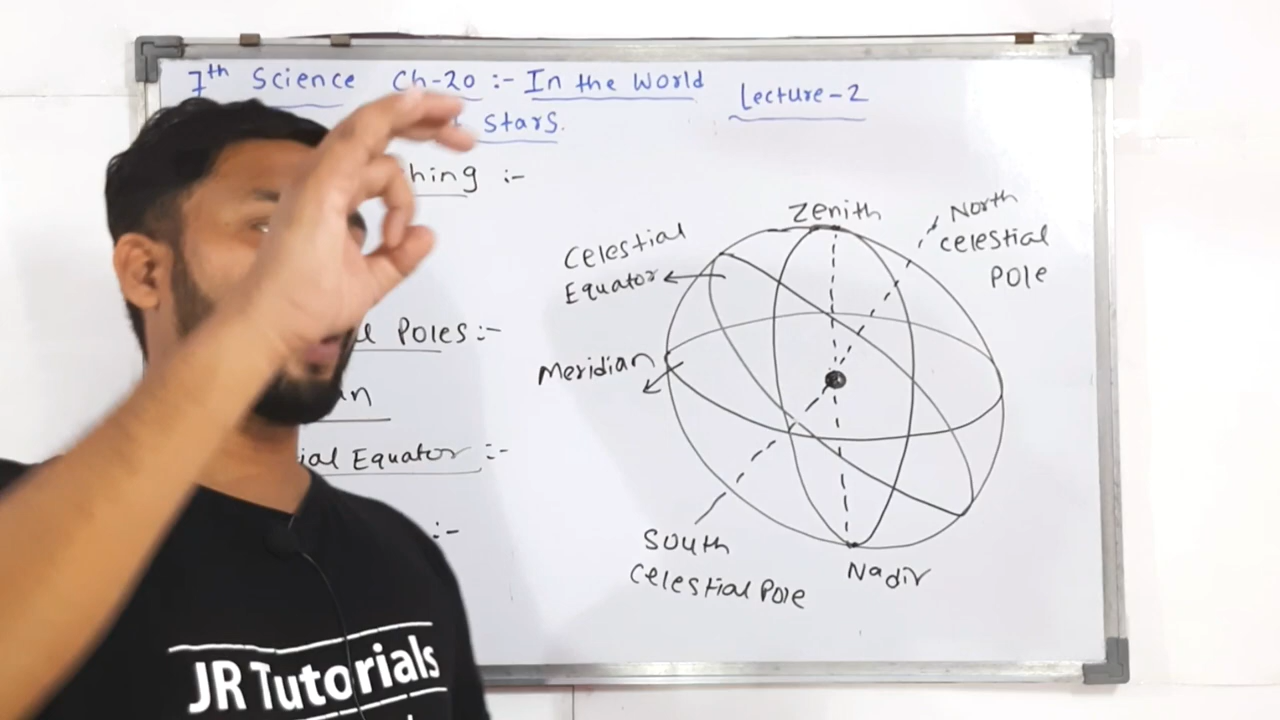 7th Science Ch-20 :- In the World
Lecture-2
stars.
hing :-
Poles:-
an
ial Equator :-
:-
Zenith
North
celestial
Pole
Celestial
Equator
Meridian
South
Celestial Pole
Nadir
JR Tutorials